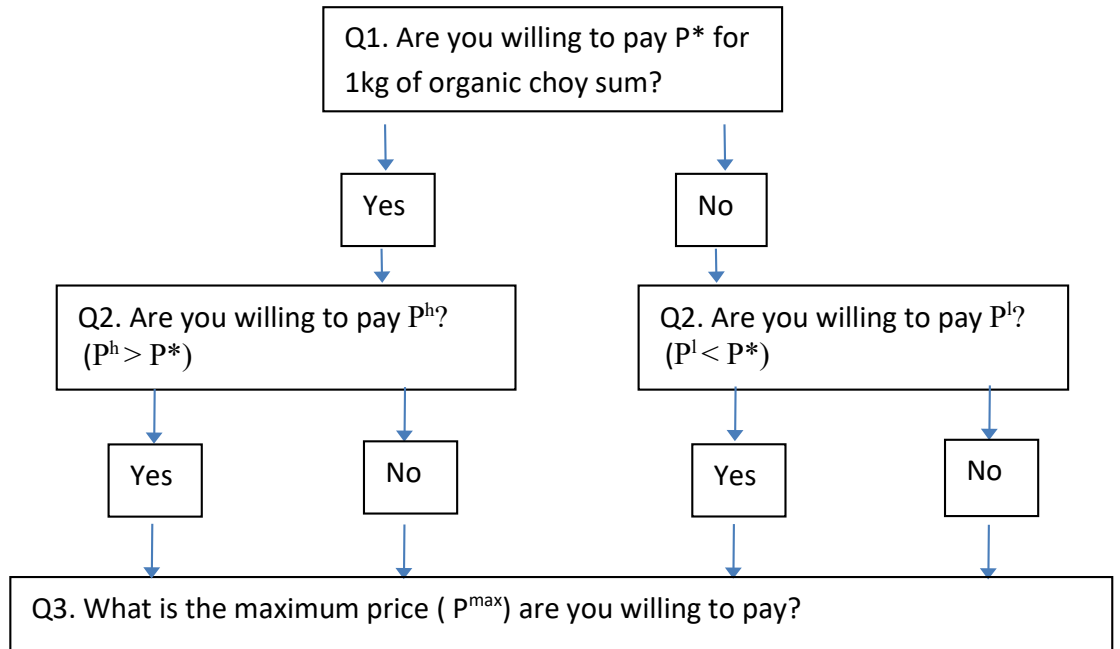 Q1. Are you willing to pay P* for
1kg of organic choy sum?
Yes
No
Q2. Are you willing to pay Pʰ?
(Pʰ > P*)
Q2. Are you willing to pay Pˡ?
(Pˡ < P*)
Yes
No
Yes
No
Q3. What is the maximum price ( Pᵐᵃˣ) are you willing to pay?